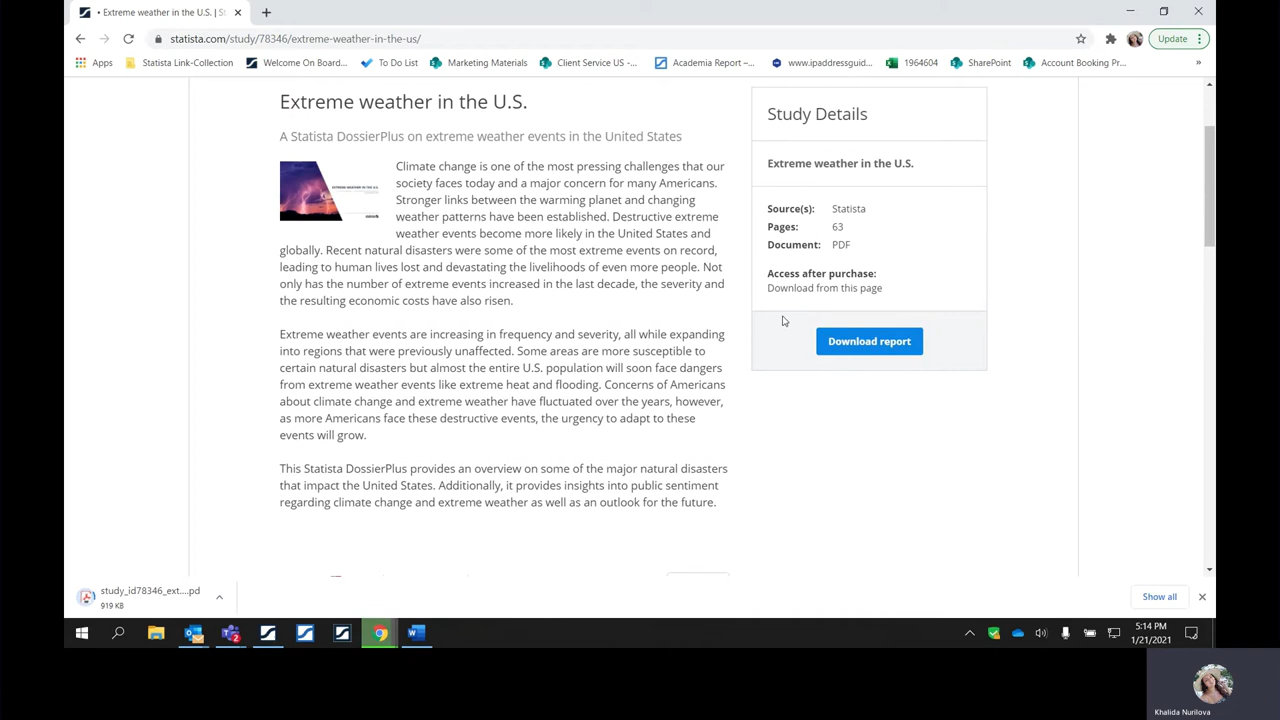 • Extreme weather in the U.S. | St
statista.com/study/78346/extreme-weather-in-the-us/
Update
Apps
Statista Link-Collection
Welcome On Board...
To Do List
Marketing Materials
Client Service US -...
Academia Report –...
www.ipaddressguid...
1964604
SharePoint
Account Booking Pr...
»
Extreme weather in the U.S.
A Statista DossierPlus on extreme weather events in the United States
EXTREME WEATHER IN THE U.S.
Climate change is one of the most pressing challenges that our
society faces today and a major concern for many Americans.
Stronger links between the warming planet and changing
weather patterns have been established. Destructive extreme
weather events become more likely in the United States and
globally. Recent natural disasters were some of the most extreme events on record,
leading to human lives lost and devastating the livelihoods of even more people. Not
only has the number of extreme events increased in the last decade, the severity and
the resulting economic costs have also risen.
Extreme weather events are increasing in frequency and severity, all while expanding
into regions that were previously unaffected. Some areas are more susceptible to
certain natural disasters but almost the entire U.S. population will soon face dangers
from extreme weather events like extreme heat and flooding. Concerns of Americans
about climate change and extreme weather have fluctuated over the years, however,
as more Americans face these destructive events, the urgency to adapt to these
events will grow.
This Statista DossierPlus provides an overview on some of the major natural disasters
that impact the United States. Additionally, it provides insights into public sentiment
regarding climate change and extreme weather as well as an outlook for the future.
Study Details
Extreme weather in the U.S.
Source(s): Statista
Pages: 63
Document: PDF
Access after purchase:
Download from this page
Download report
study_id78346_ext....pd
919 KB
Show all
2
5:14 PM
1/21/2021
Khalida Nurilova